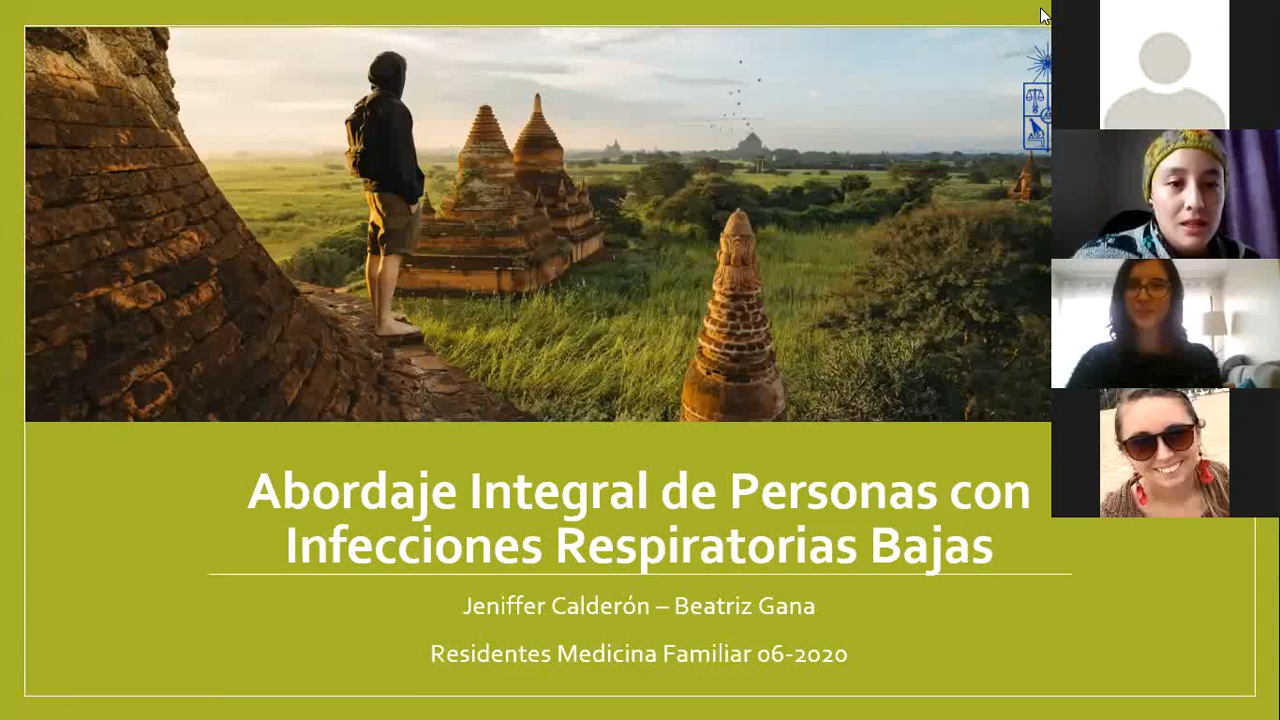 Abordaje Integral de Personas con
Infecciones Respiratorias Bajas
Jeniffer Calderón – Beatriz Gana
Residentes Medicina Familiar 06-2020